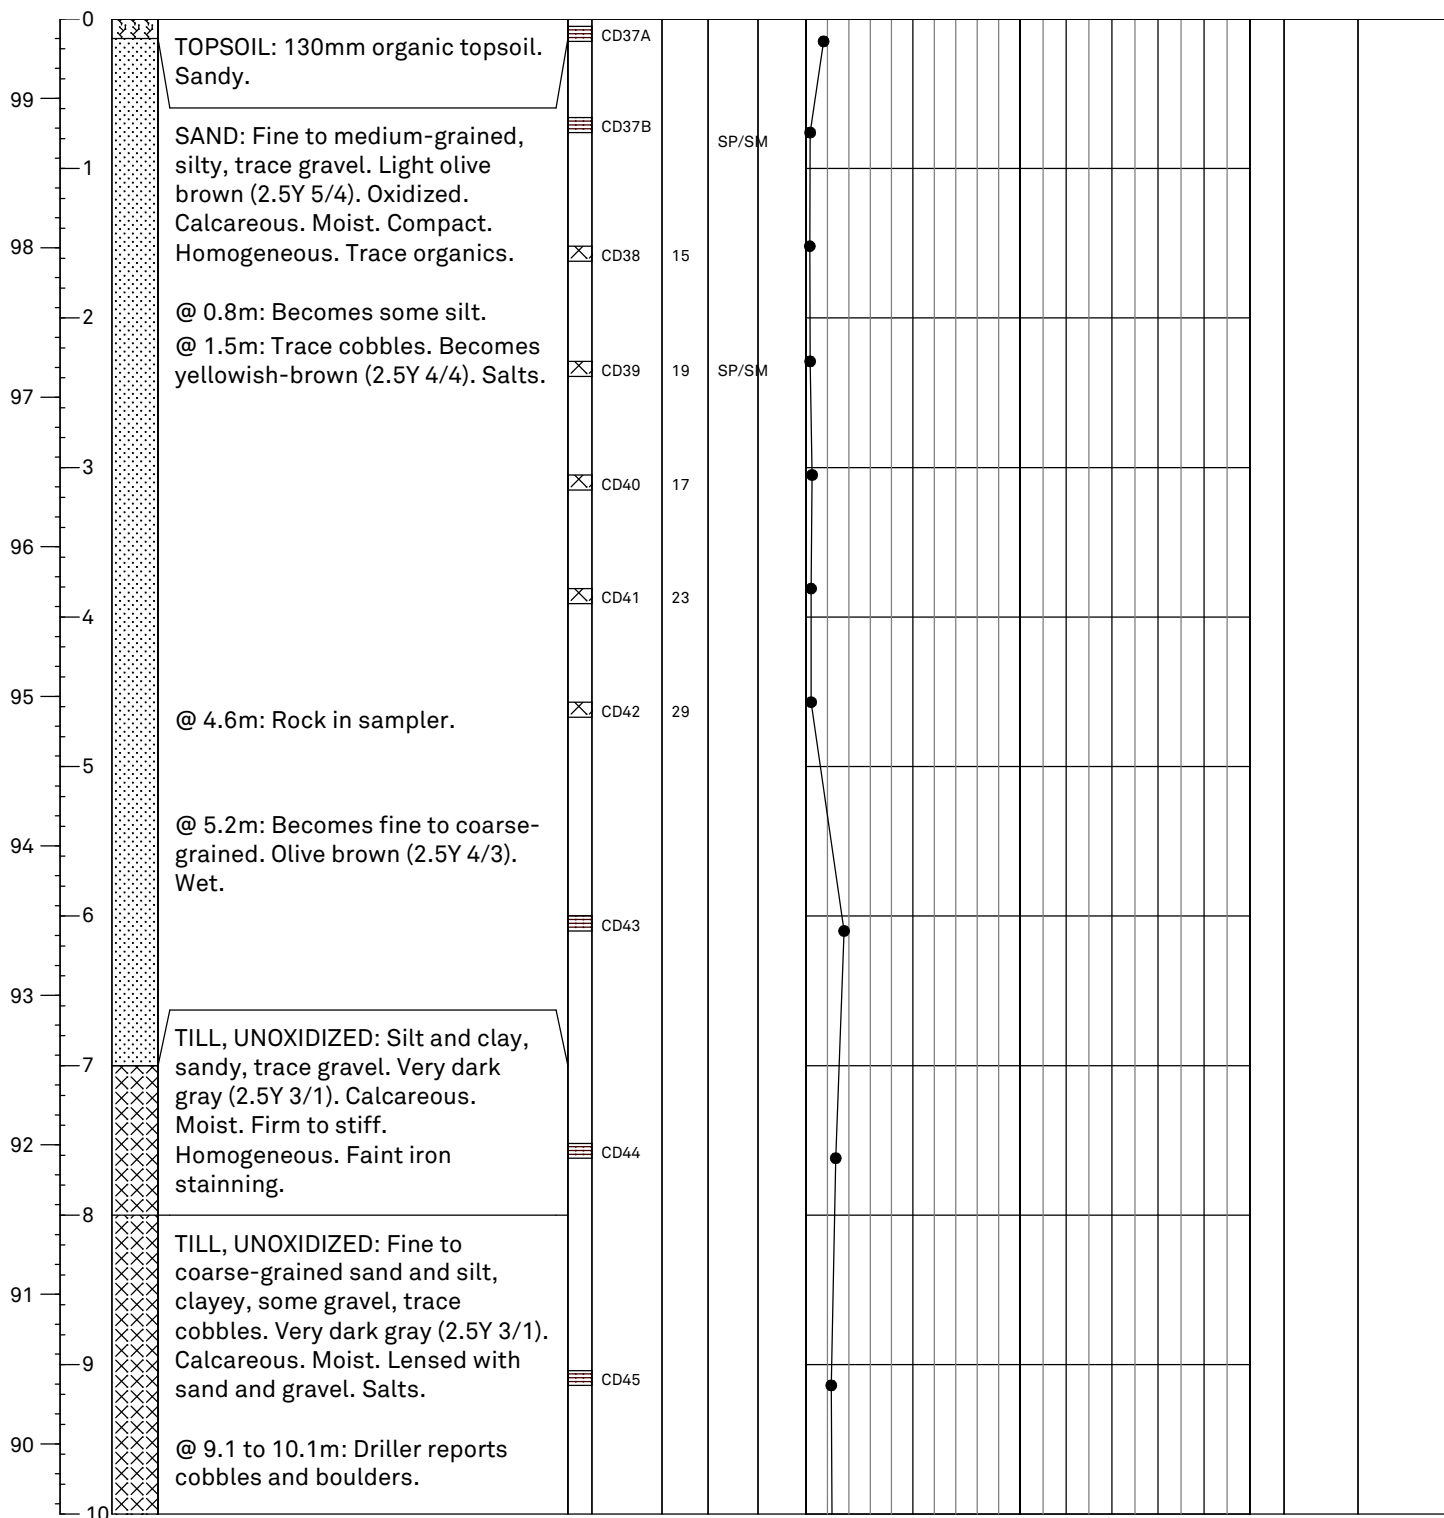 0
TOPSOIL: 130mm organic topsoil.
Sandy.
CD37A
99
SAND: Fine to medium-grained,
silty, trace gravel. Light olive
brown (2.5Y 5/4). Oxidized.
Calcareous. Moist. Compact.
Homogeneous. Trace organics.
CD37B
SP/SM
1
98
CD38 15
@ 0.8m: Becomes some silt.
2
@ 1.5m: Trace cobbles. Becomes
yellowish-brown (2.5Y 4/4). Salts.
CD39 19 SP/SM
97
3
CD40 17
96
CD41 23
4
95
@ 4.6m: Rock in sampler.
CD42 29
5
@ 5.2m: Becomes fine to coarse-
grained. Olive brown (2.5Y 4/3).
Wet.
94
6
CD43
93
TILL, UNOXIDIZED: Silt and clay,
sandy, trace gravel. Very dark
gray (2.5Y 3/1). Calcareous.
Moist. Firm to stiff.
Homogeneous. Faint iron
stainning.
7
92
CD44
8
TILL, UNOXIDIZED: Fine to
coarse-grained sand and silt,
clayey, some gravel, trace
cobbles. Very dark gray (2.5Y 3/1).
Calcareous. Moist. Lensed with
sand and gravel. Salts.
91
9
CD45
90
@ 9.1 to 10.1m: Driller reports
cobbles and boulders.
10